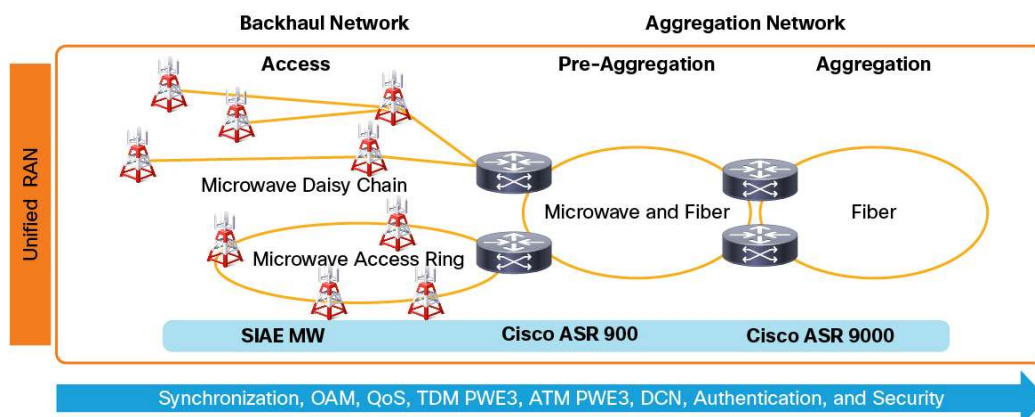 Backhaul Network
Aggregation Network
Access
Pre-Aggregation
Aggregation
Unified RAN
Microwave Daisy Chain
Microwave and Fiber
Fiber
Microwave Access Ring
SIAE MW
Cisco ASR 900
Cisco ASR 9000
Synchronization, OAM, QoS, TDM PWE3, ATM PWE3, DCN, Authentication, and Security